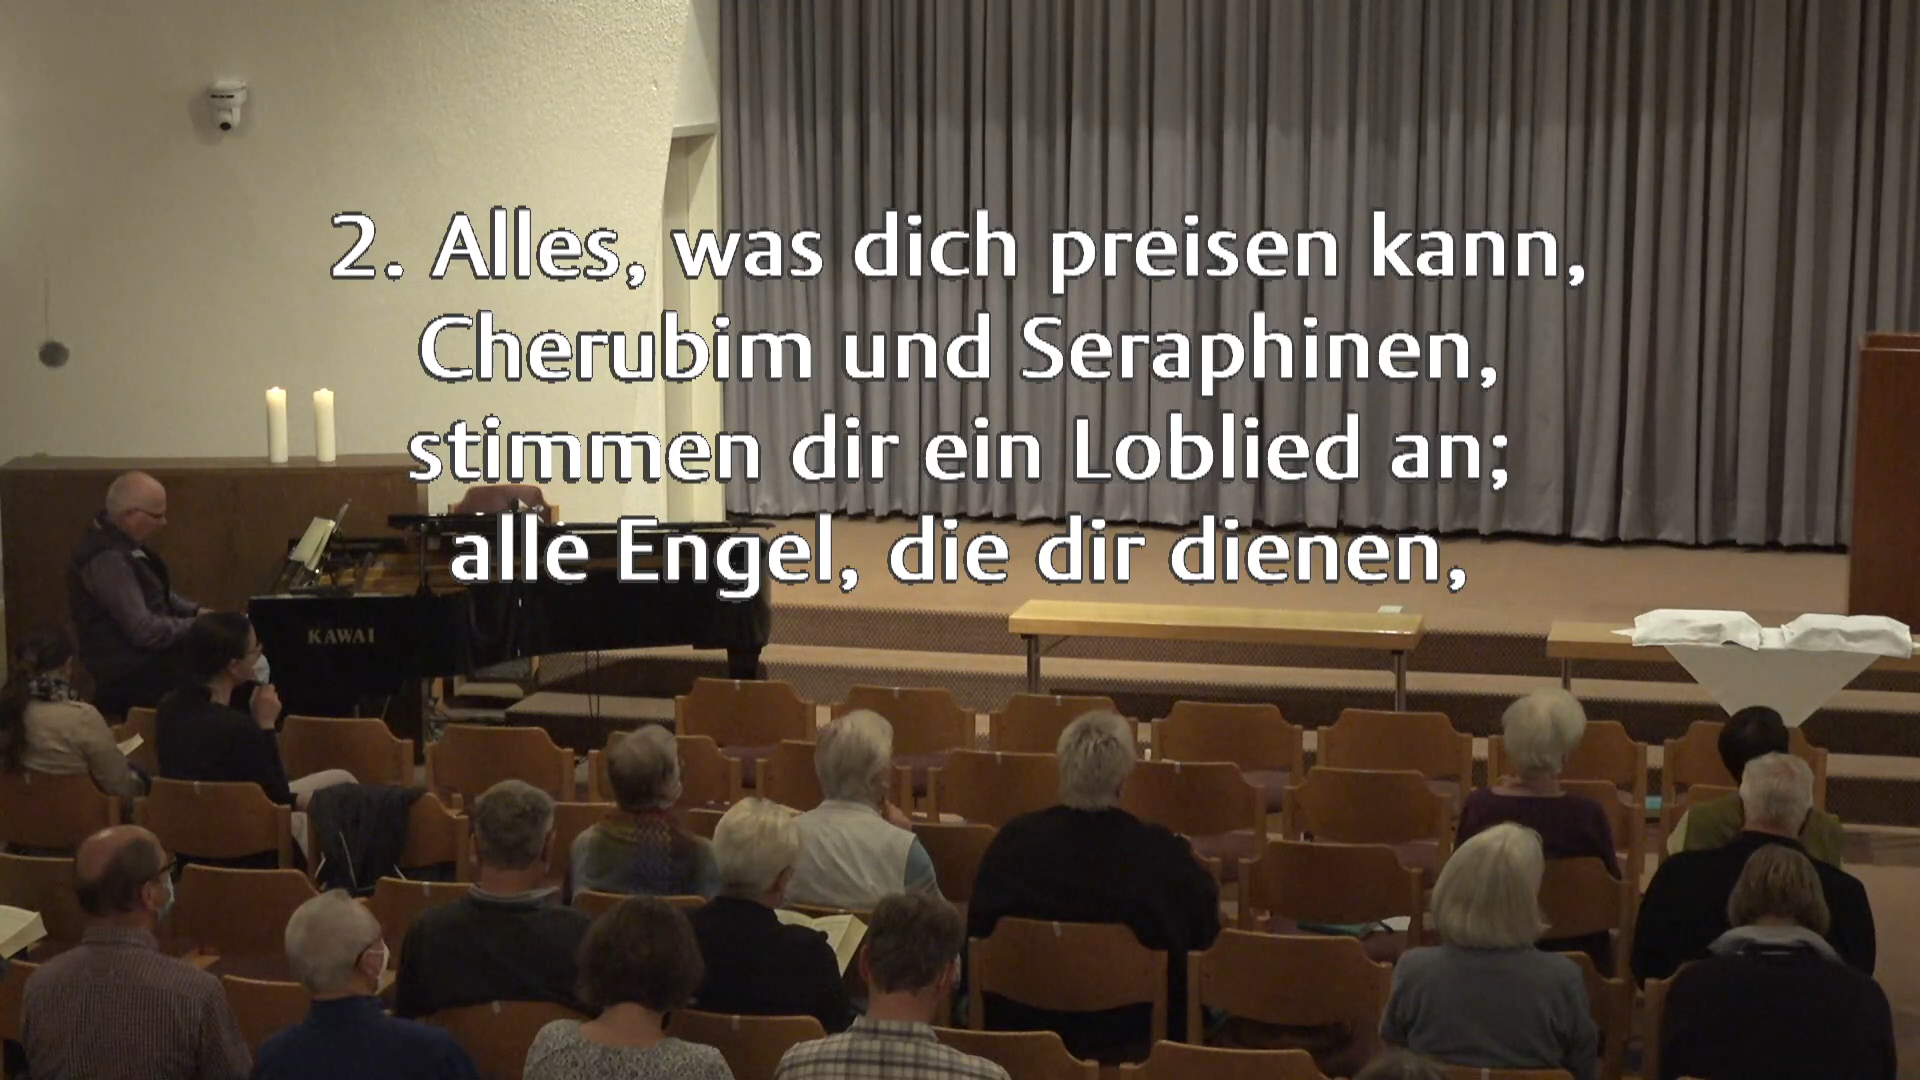 2. Alles, was dich preisen kann,
Cherubim und Seraphinen,
stimmen dir ein Loblied an;
alle Engel, die dir dienen,
KAWAI